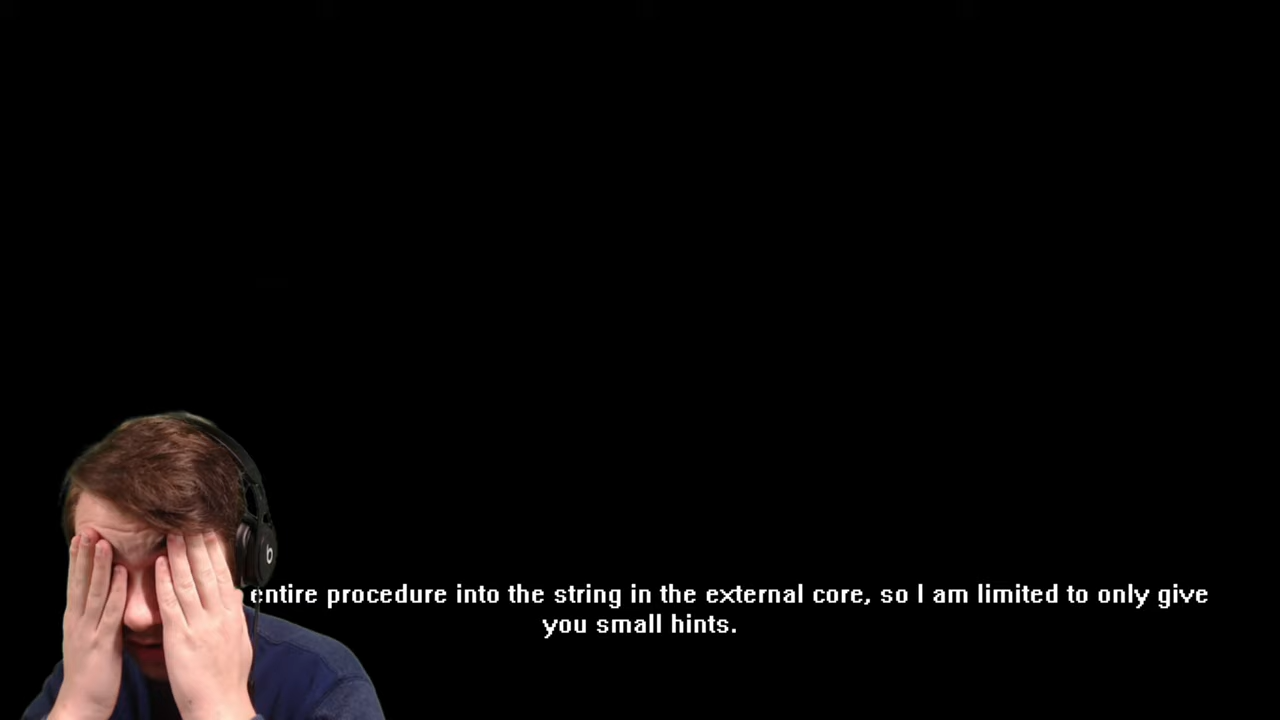 entire procedure into the string in the external core, so I am limited to only give
you small hints.